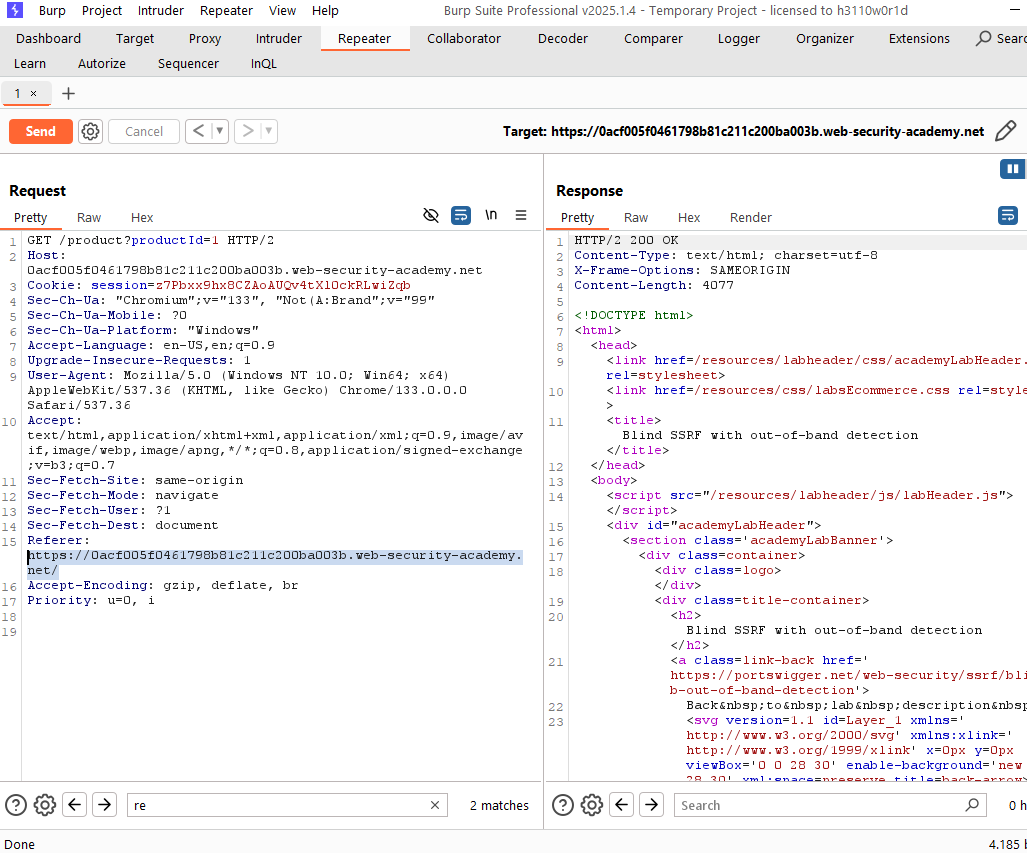 Burp Project Intruder Repeater View Help Burp Suite Professional v2025.1.4 - Temporary Project - licensed to h3110w0r1d
Dashboard Target Proxy Intruder Repeater Collaborator Decoder Comparer Logger Organizer Extensions Sear
Learn Autorize Sequencer InQL
1 × +
Send Cancel < ▼ > ▼ Target: https://0acf005f0461798b81c211c200ba003b.web-security-academy.net
Request
Pretty Raw Hex \n
1 GET /product?productId=1 HTTP/2
2 Host:
0acf005f0461798b81c211c200ba003b.web-security-academy.net
3 Cookie: session=z7Pbxx9hx8CZAoAUQv4tXlOckRLwiZqb
4 Sec-Ch-Ua: "Chromium";v="133", "Not(A:Brand";v="99"
5 Sec-Ch-Ua-Mobile: ?0
6 Sec-Ch-Ua-Platform: "Windows"
7 Accept-Language: en-US,en;q=0.9
8 Upgrade-Insecure-Requests: 1
9 User-Agent: Mozilla/5.0 (Windows NT 10.0; Win64; x64)
AppleWebKit/537.36 (KHTML, like Gecko) Chrome/133.0.0.0
Safari/537.36
10 Accept:
text/html,application/xhtml+xml,application/xml;q=0.9,image/av
if,image/webp,image/apng,*/*;q=0.8,application/signed-exchange
;v=b3;q=0.7
11 Sec-Fetch-Site: same-origin
12 Sec-Fetch-Mode: navigate
13 Sec-Fetch-User: ?1
14 Sec-Fetch-Dest: document
15 Referer:
https://0acf005f0461798b81c211c200ba003b.web-security-academy.
net/
16 Accept-Encoding: gzip, deflate, br
17 Priority: u=0, i
18
19
re × 2 matches
Response
Pretty Raw Hex Render
1 HTTP/2 200 OK
2 Content-Type: text/html; charset=utf-8
3 X-Frame-Options: SAMEORIGIN
4 Content-Length: 4077
5
6 <!DOCTYPE html>
7 <html>
8 <head>
9 <link href=/resources/labheader/css/academyLabHeader.
rel=stylesheet>
10 <link href=/resources/css/labsEcommerce.css rel=style
>
11 <title>
Blind SSRF with out-of-band detection
</title>
12 </head>
13 <body>
14 <script src="/resources/labheader/js/labHeader.js">
</script>
15 <div id="academyLabHeader">
16 <section class='academyLabBanner'>
17 <div class=container>
18 <div class=logo>
</div>
19 <div class=title-container>
20 <h2>
Blind SSRF with out-of-band detection
</h2>
21 <a class=link-back href='
https://portswigger.net/web-security/ssrf/bli
b-out-of-band-detection'>
22 Back&nbsp;to&nbsp;lab&nbsp;description&nbsp
23 <svg version=1.1 id=Layer_1 xmlns='
http://www.w3.org/2000/svg' xmlns:xlink='
http://www.w3.org/1999/xlink' x=0px y=0px
viewBox='0 0 28 30' enable-background='new
28 30' xml:space=preserve title=back-arrow>
Search 0 h
Done 4,185 b